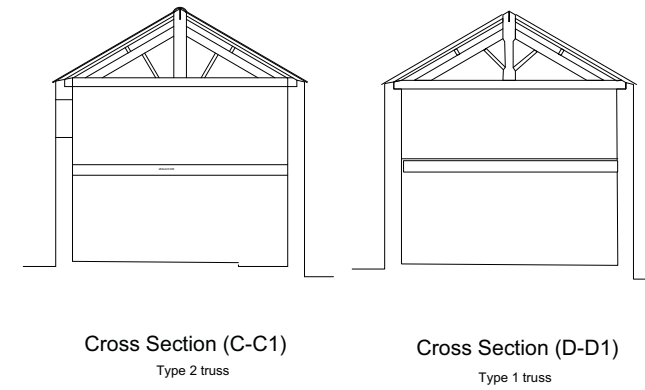 Cross Section (C-C1)
Type 2 truss
Cross Section (D-D1)
Type 1 truss